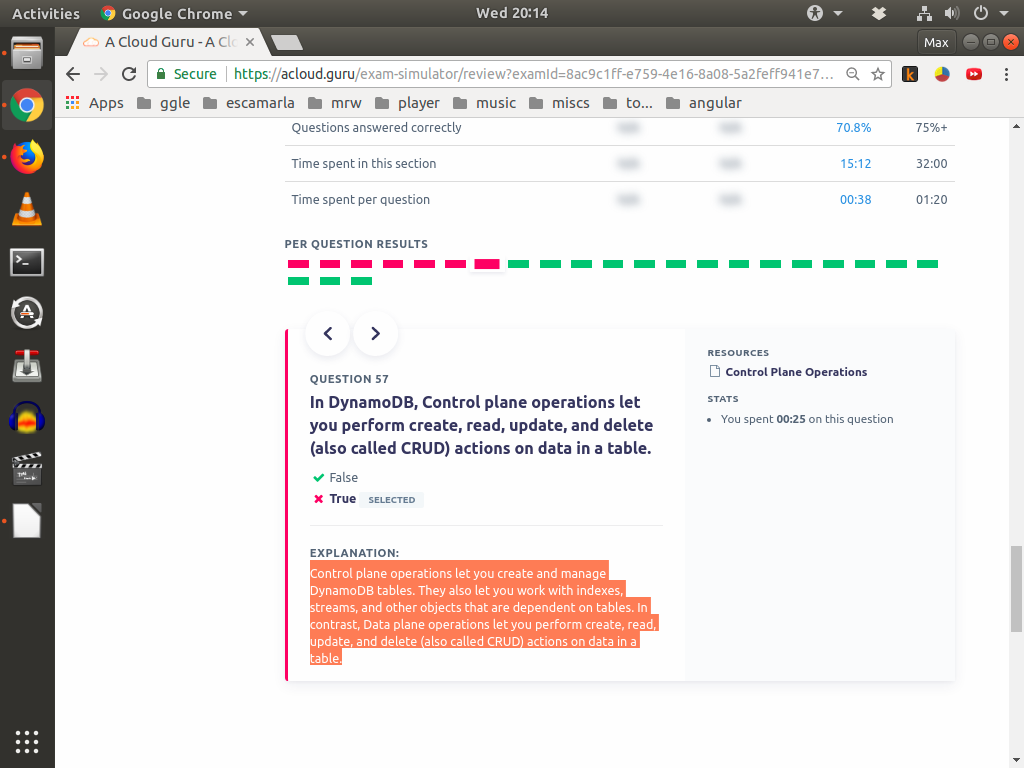 Activities Google Chrome Wed 20:14
A Cloud Guru - A Clo Max
Secure https://acloud.guru/exam-simulator/review?examId=8ac9c1ff-e759-4e16-8a08-5a2feff941e7...
Apps ggle escamarla mrw player music miscs to... angular
Questions answered correctly 70.8% 75%+
Time spent in this section 15:12 32:00
Time spent per question 00:38 01:20
PER QUESTION RESULTS
QUESTION 57
In DynamoDB, Control plane operations let
you perform create, read, update, and delete
(also called CRUD) actions on data in a table.
False
True SELECTED
EXPLANATION:
Control plane operations let you create and manage
DynamoDB tables. They also let you work with indexes,
streams, and other objects that are dependent on tables. In
contrast, Data plane operations let you perform create, read,
update, and delete (also called CRUD) actions on data in a
table.
RESOURCES
Control Plane Operations
STATS
• You spent 00:25 on this question